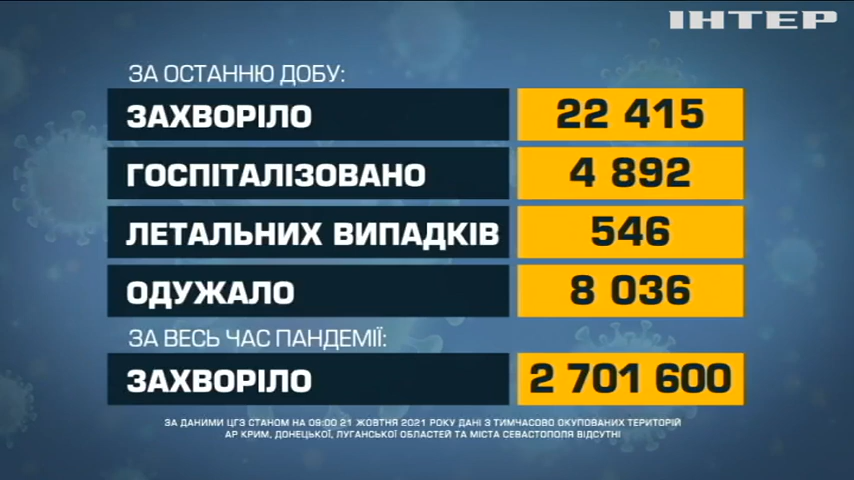 ІНТЕР
ЗА ОСТАННЮ ДОБУ:
ЗАХВОРІЛО 22 415
ГОСПІТАЛІЗОВАНО 4 892
ЛЕТАЛЬНИХ ВИПАДКІВ 546
ОДУЖАЛО 8 036
ЗА ВЕСЬ ЧАС ПАНДЕМІЇ:
ЗАХВОРІЛО 2 701 600
ЗА ДАНИМИ ЦГЗ СТАНОМ НА 09:00 21 ЖОВТНЯ 2021 РОКУ ДАНІ З ТИМЧАСОВО ОКУПОВАНИХ ТЕРИТОРІЙ
АР КРИМ, ДОНЕЦЬКОЇ, ЛУГАНСЬКОЇ ОБЛАСТЕЙ ТА МІСТА СЕВАСТОПОЛЯ ВІДСУТНІ